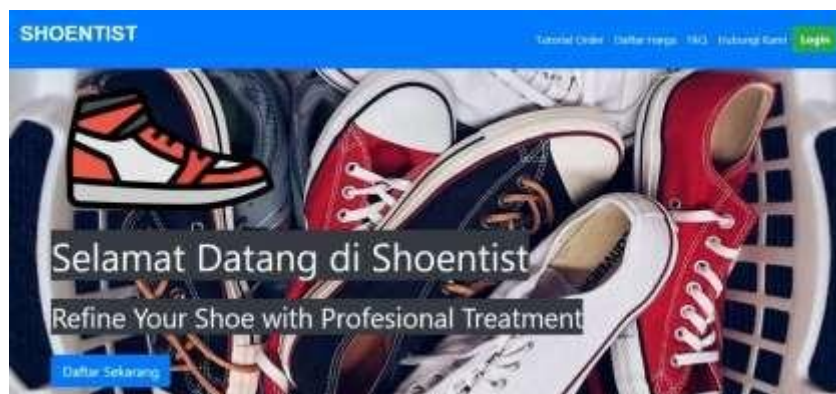 SHOENTIST
Tutorial Order Daftar Harga FAQ Hubungi Kami Login
Selamat Datang di Shoentist
Refine Your Shoe with Profesional Treatment
Daftar Sekarang